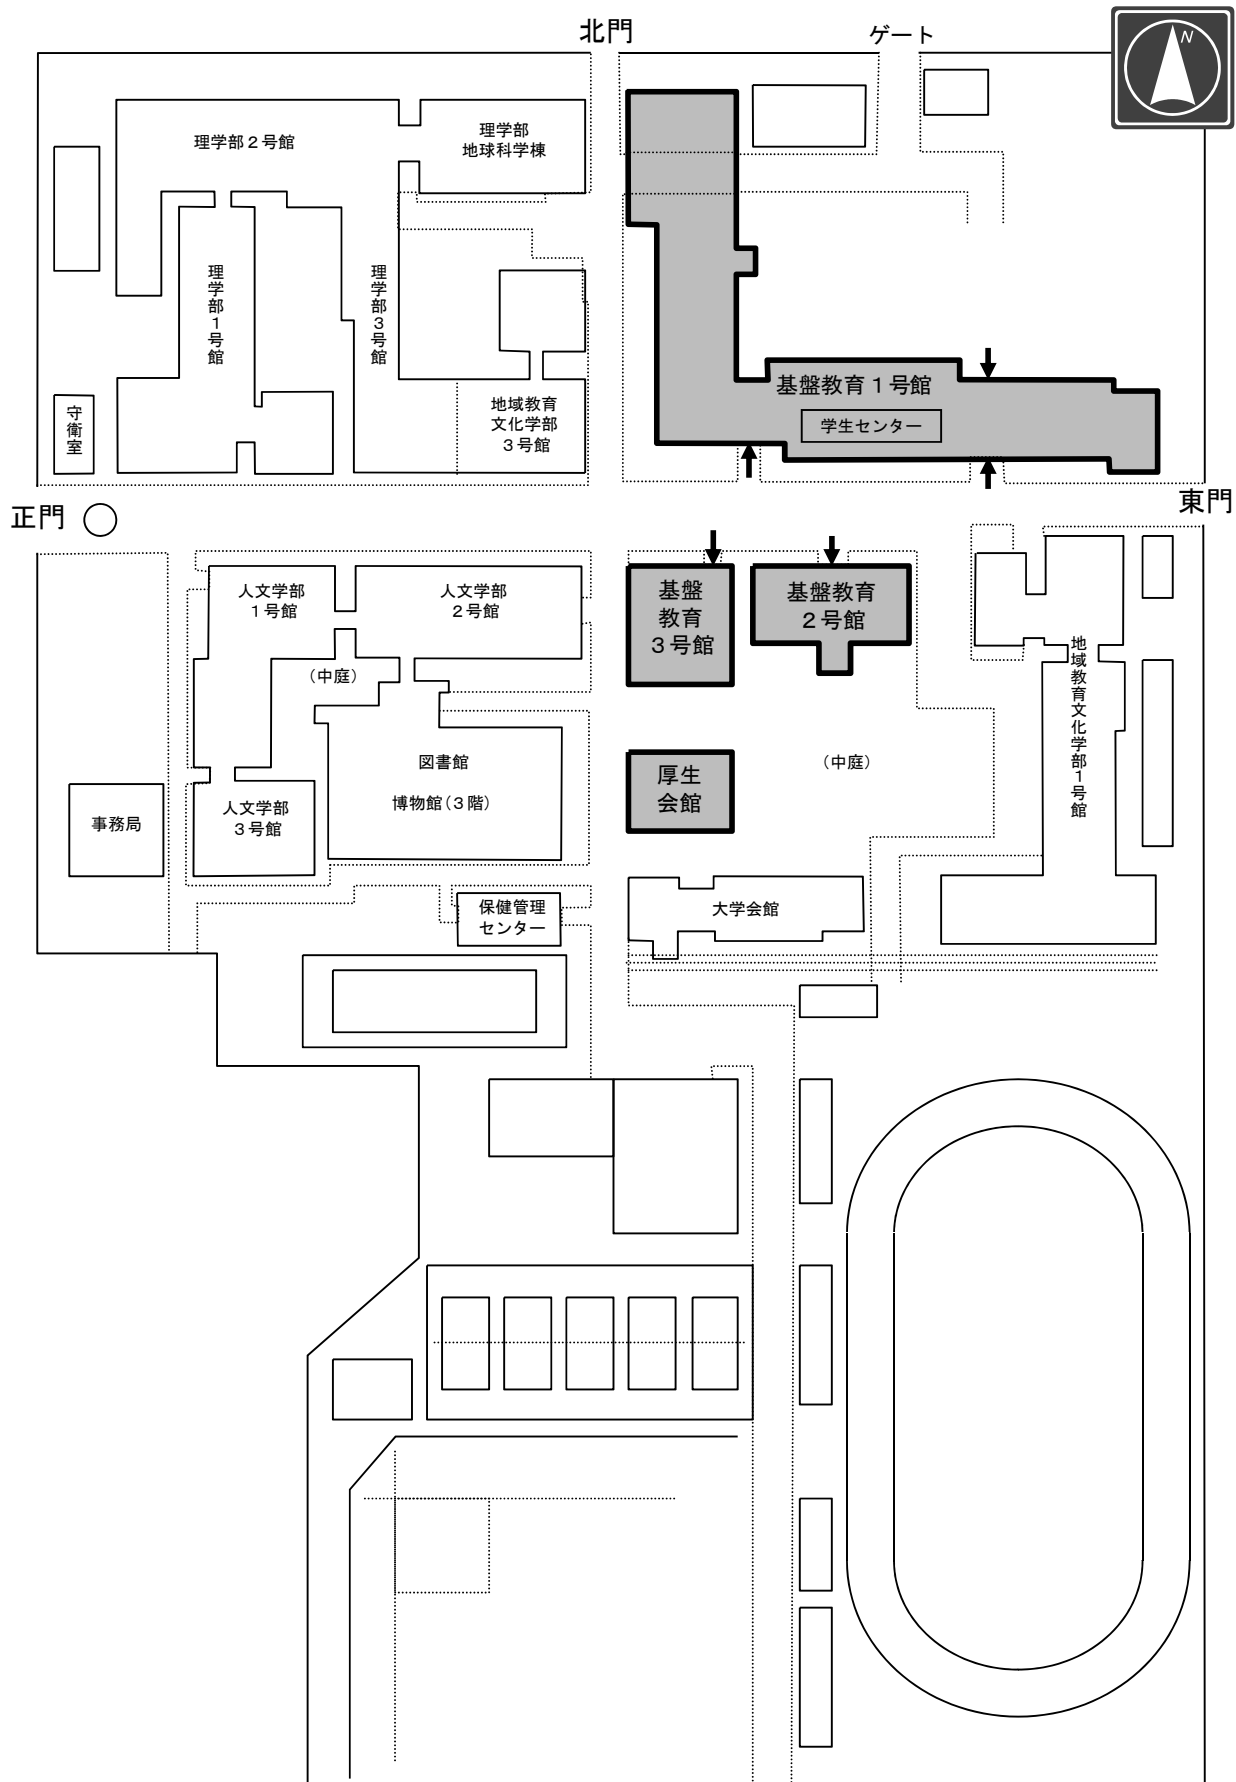 北門
ゲート
N
理学部２号館
理学部
地球科学棟
理学部１号館
理学部３号館
守衛室
地域教育
文化学部
３号館
基盤教育１号館
学生センター
正門
東門
人文学部
１号館
人文学部
２号館
（中庭）
基盤
教育
３号館
基盤教育
２号館
地域教育文化学部１号館
図書館
博物館（３階）
厚生
会館
（中庭）
事務局
人文学部
３号館
保健管理
センター
大学会館